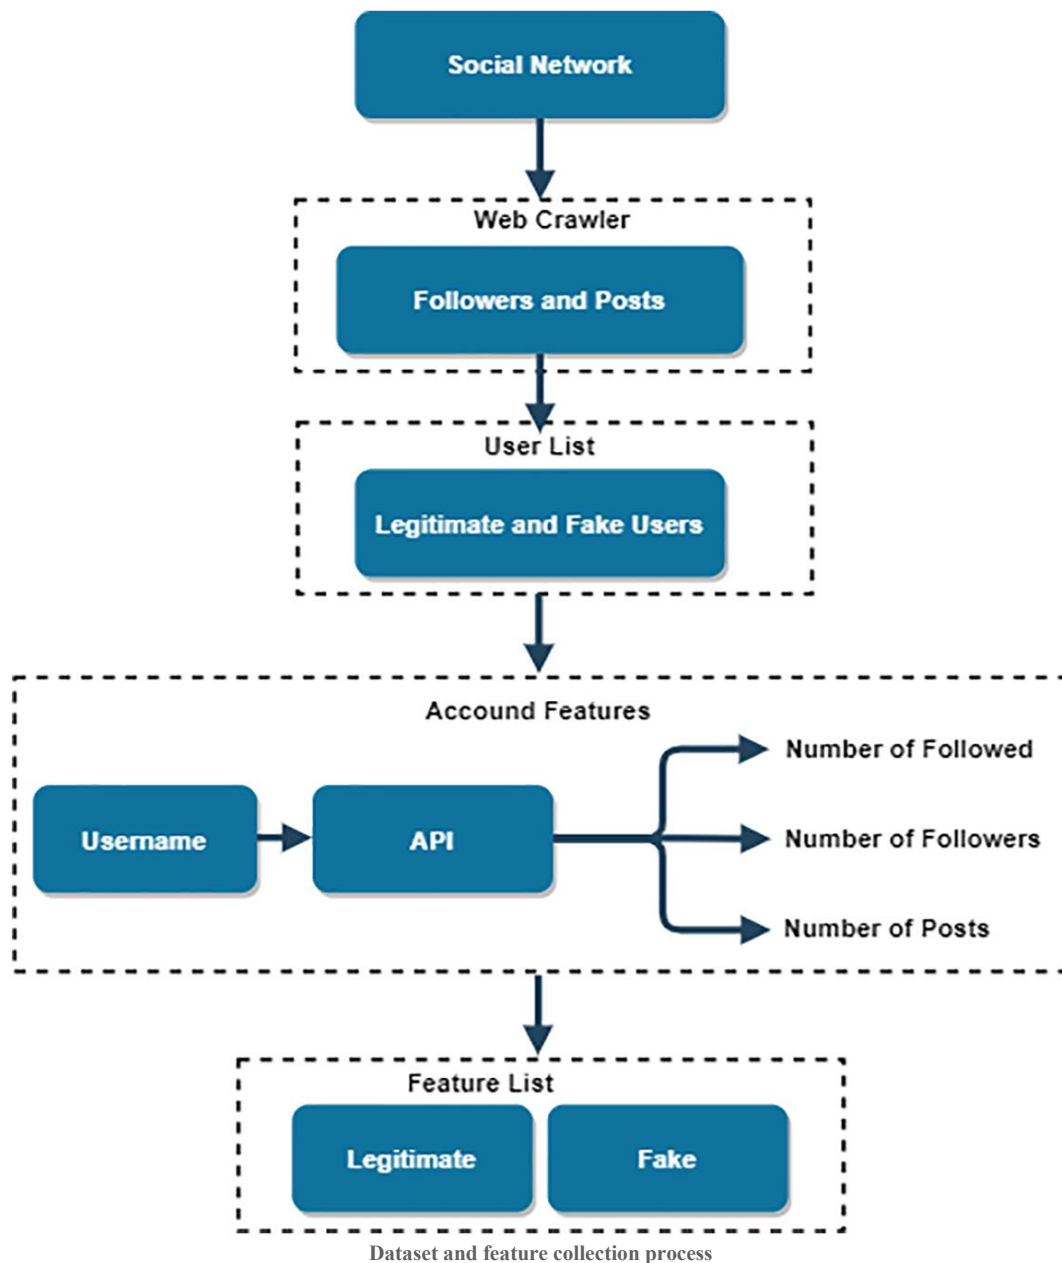 Social Network
Web Crawler
Followers and Posts
User List
Legitimate and Fake Users
Accound Features
Number of Followed
Username
API
Number of Followers
Number of Posts
Feature List
Legitimate
Fake
Dataset and feature collection process